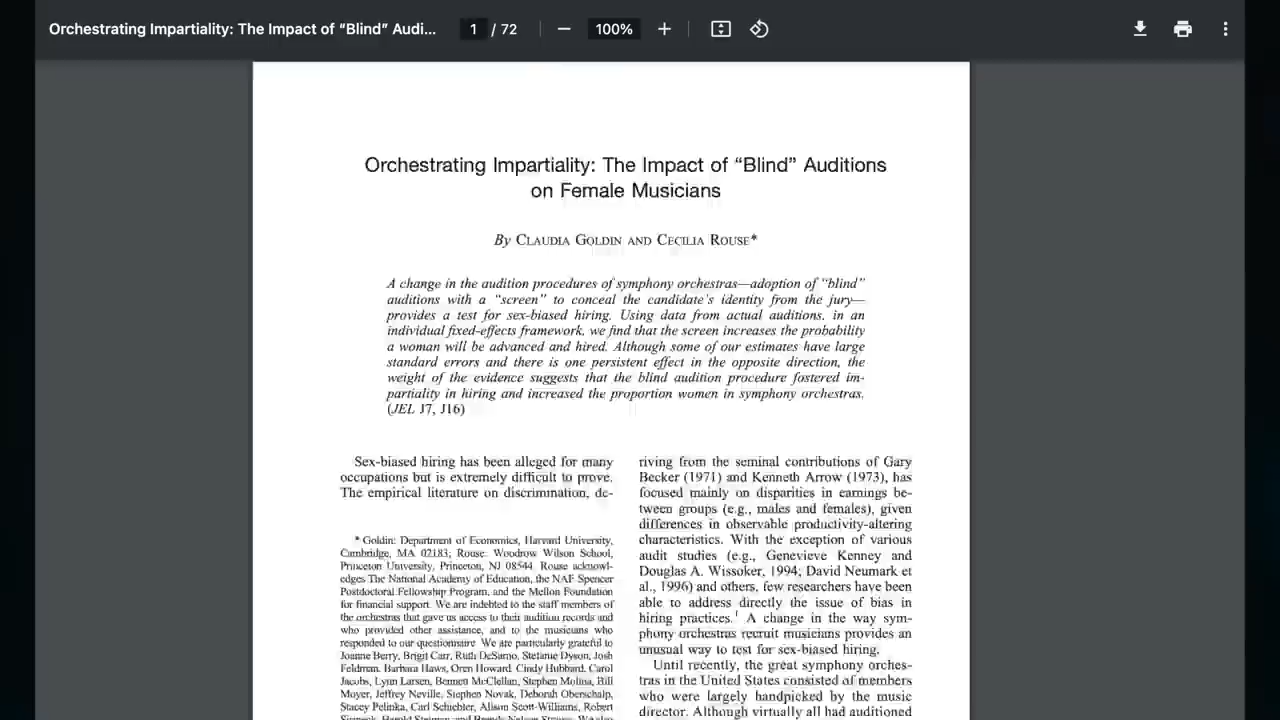 Orchestrating Impartiality: The Impact of “Blind” Audi...
1 / 72
100%
Orchestrating Impartiality: The Impact of “Blind” Auditions
on Female Musicians
By CLAUDIA GOLDIN AND CECILIA ROUSE*
A change in the audition procedures of symphony orchestras—adoption of “blind”
auditions with a “screen” to conceal the candidate’s identity from the jury—
provides a test for sex-biased hiring. Using data from actual auditions, in an
individual fixed-effects framework, we find that the screen increases the probability
a woman will be advanced and hired. Although some of our estimates have large
standard errors and there is one persistent effect in the opposite direction, the
weight of the evidence suggests that the blind audition procedure fostered im-
partiality in hiring and increased the proportion women in symphony orchestras.
(JEL J7, J16)
Sex-biased hiring has been alleged for many
occupations but is extremely difficult to prove.
The empirical literature on discrimination, de-
* Goldin: Department of Economics, Harvard University,
Cambridge, MA 02183; Rouse: Woodrow Wilson School,
Princeton University, Princeton, NJ 08544. Rouse acknowl-
edges The National Academy of Education, the NAE Spencer
Postdoctoral Fellowship Program, and the Mellon Foundation
for financial support. We are indebted to the staff members of
the orchestras that gave us access to their audition records and
who provided other assistance, and to the musicians who
responded to our questionnaire. We are particularly grateful to
Joanne Berry, Brigit Carr, Ruth DeSarno, Stefanie Dyson, Josh
Feldman, Barbara Haws, Oren Howard, Cindy Hubbard, Carol
Jacobs, Lynn Larsen, Bennett McClellan, Stephen Molina, Bill
Moyer, Jeffrey Neville, Stephen Novak, Deborah Oberschalp,
Stacey Pelinka, Carl Schiebler, Alison Scott-Williams, Robert
riving from the seminal contributions of Gary
Becker (1971) and Kenneth Arrow (1973), has
focused mainly on disparities in earnings be-
tween groups (e.g., males and females), given
differences in observable productivity-altering
characteristics. With the exception of various
audit studies (e.g., Genevieve Kenney and
Douglas A. Wissoker, 1994; David Neumark et
al., 1996) and others, few researchers have been
able to address directly the issue of bias in
hiring practices.¹ A change in the way sym-
phony orchestras recruit musicians provides an
unusual way to test for sex-biased hiring.
Until recently, the great symphony orches-
tras in the United States consisted of members
who were largely handpicked by the music
director. Although virtually all had auditioned